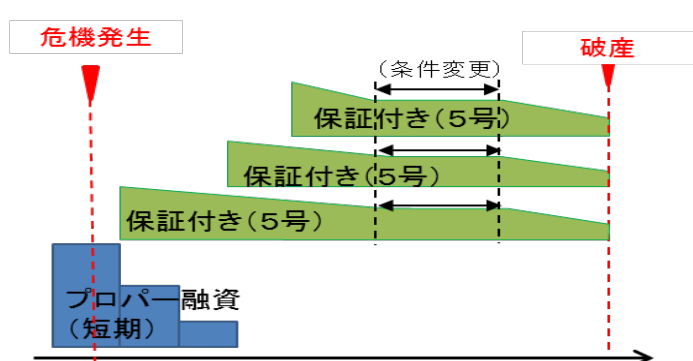 危機発生
破産
(条件変更)
保証付き(5号)
保証付き(5号)
保証付き(5号)
プロパー融資
(短期)